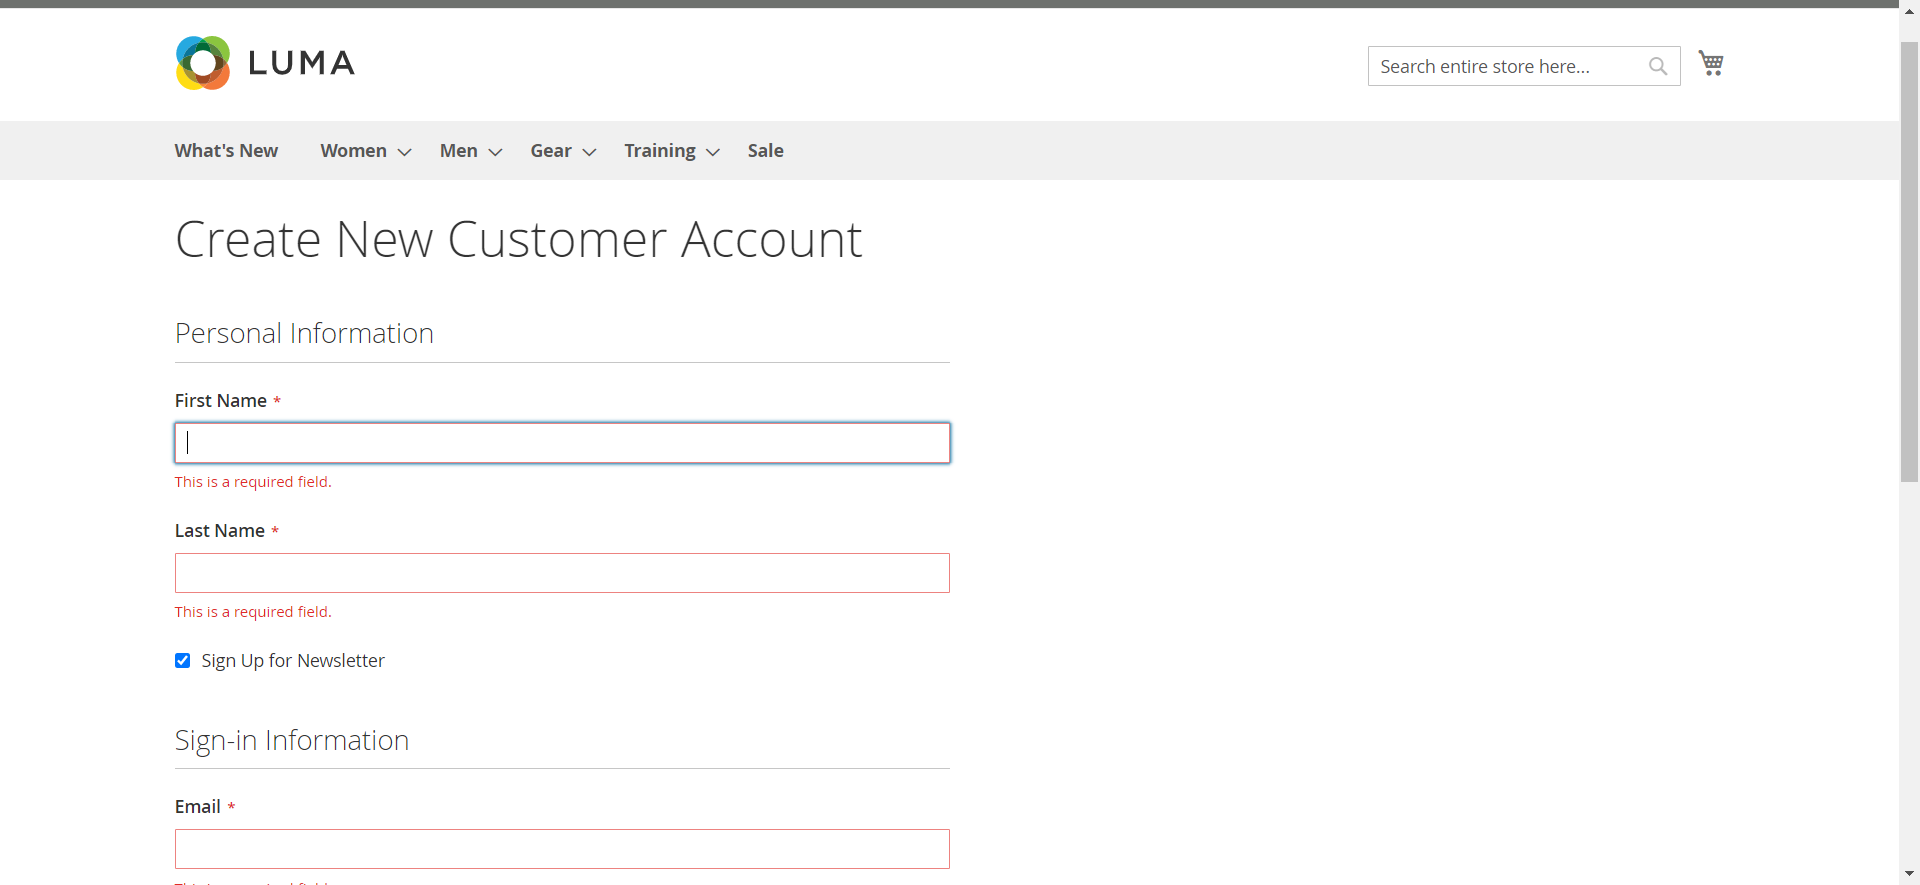 LUMA
Search entire store here...
What's New Women Men Gear Training Sale
Create New Customer Account
Personal Information
First Name *
This is a required field.
Last Name *
This is a required field.
Sign Up for Newsletter
Sign-in Information
Email *